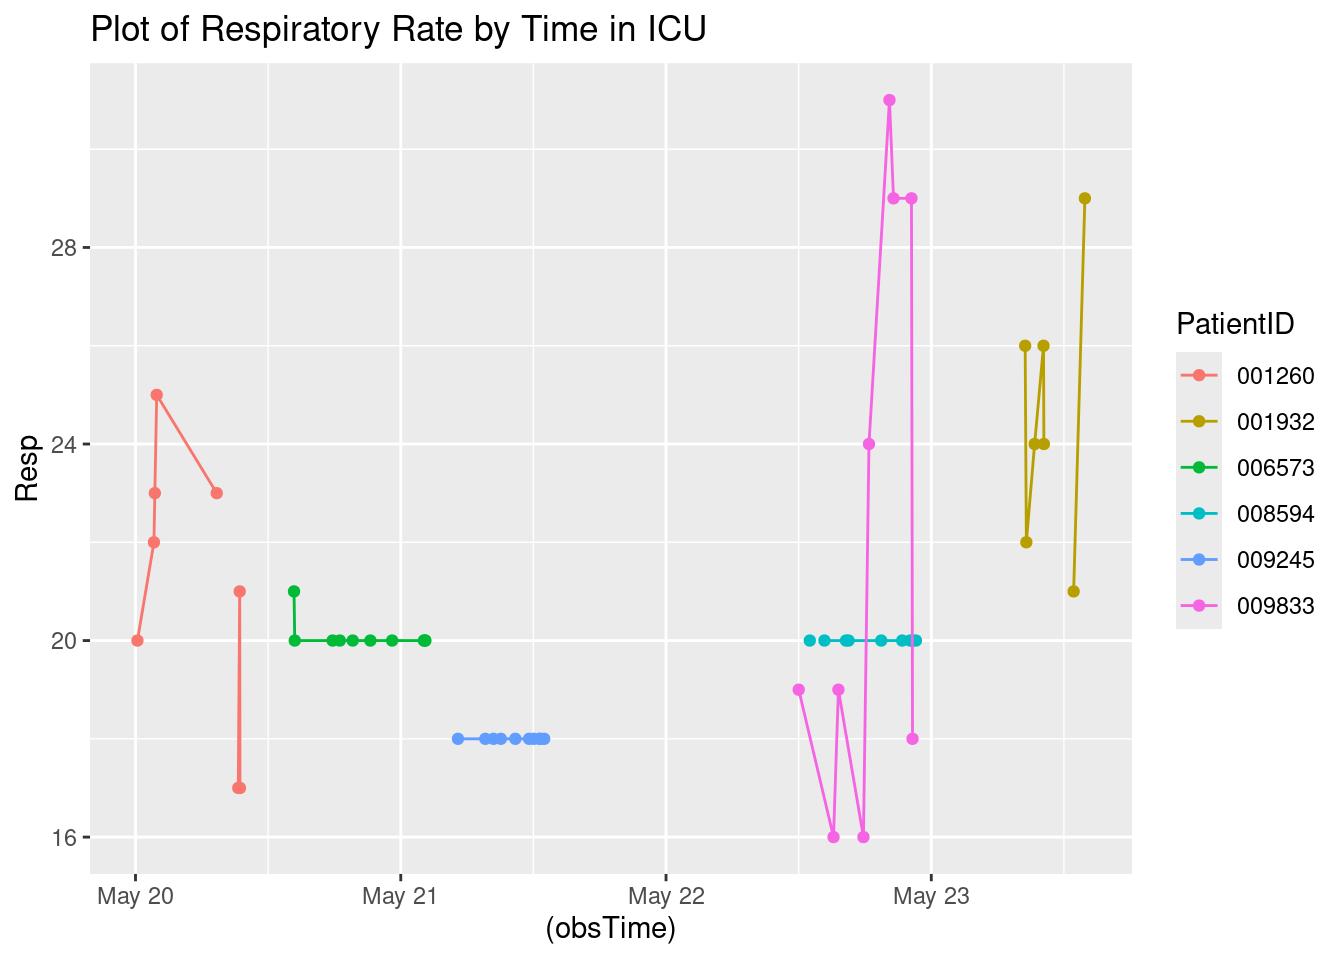 Plot of Respiratory Rate by Time in ICU
28
24
20
16
Resp
May 20
May 21
May 22
May 23
(obsTime)
PatientID
001260
001932
006573
008594
009245
009833